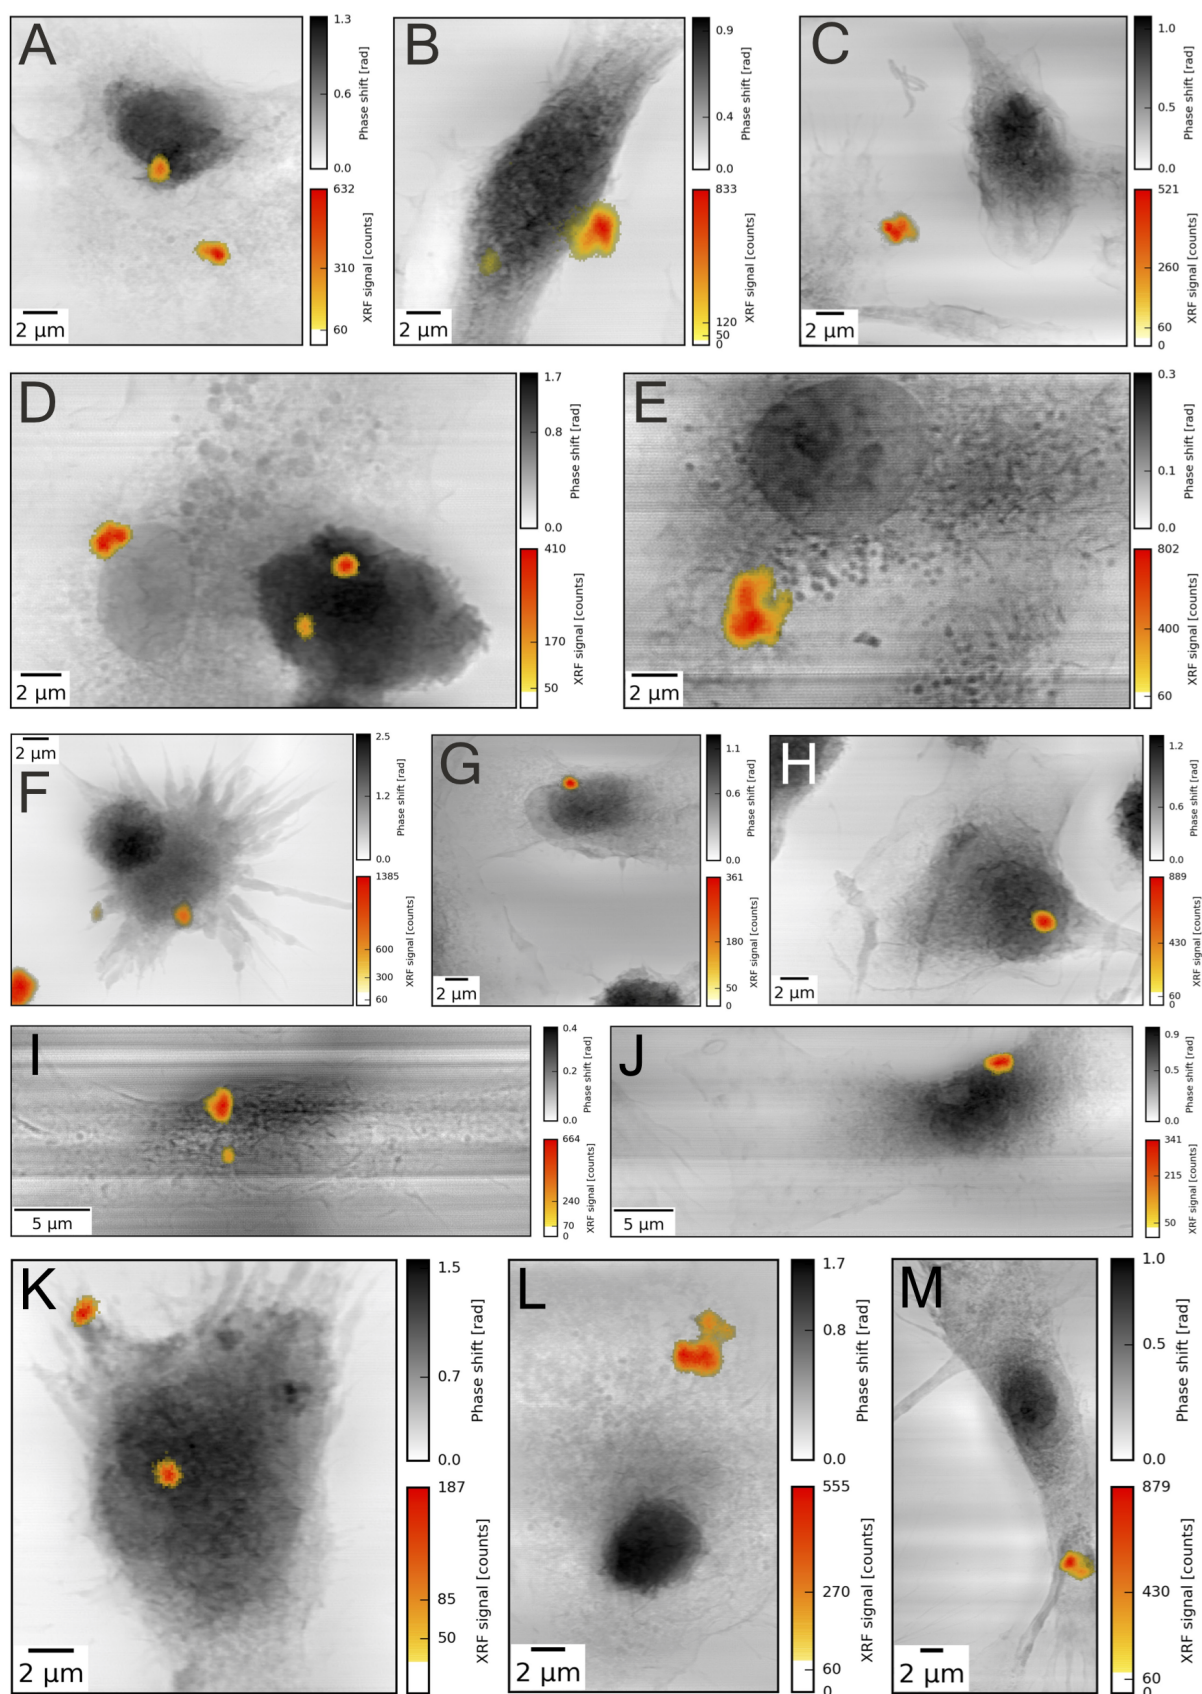 A
2 μm
1.3
0.6
0.0
Phase shift [rad]
632
310
60
XRF signal [counts]
B
2 μm
0.9
0.4
0.0
Phase shift [rad]
833
120
50
0
XRF signal [counts]
C
2 μm
1.0
0.5
0.0
Phase shift [rad]
521
260
60
0
XRF signal [counts]
D
2 μm
1.7
0.8
0.0
Phase shift [rad]
410
170
50
XRF signal [counts]
E
2 μm
0.3
0.1
0.0
Phase shift [rad]
802
400
60
XRF signal [counts]
2 μm
F
2.5
1.2
0.0
Phase shift [rad]
1385
600
300
60
XRF signal [counts]
G
2 μm
1.1
0.6
0.0
Phase shift [rad]
361
180
50
0
XRF signal [counts]
H
2 μm
1.2
0.6
0.0
Phase shift [rad]
889
430
60
0
XRF signal [counts]
I
5 μm
0.4
0.2
0.0
Phase shift [rad]
664
240
70
0
XRF signal [counts]
J
5 μm
0.9
0.5
0.0
Phase shift [rad]
341
215
50
XRF signal [counts]
K
2 μm
1.5
0.7
0.0
Phase shift [rad]
187
85
50
XRF signal [counts]
L
2 μm
1.7
0.8
0.0
Phase shift [rad]
555
270
60
0
XRF signal [counts]
M
2 μm
1.0
0.5
0.0
Phase shift [rad]
879
430
60
0
XRF signal [counts]